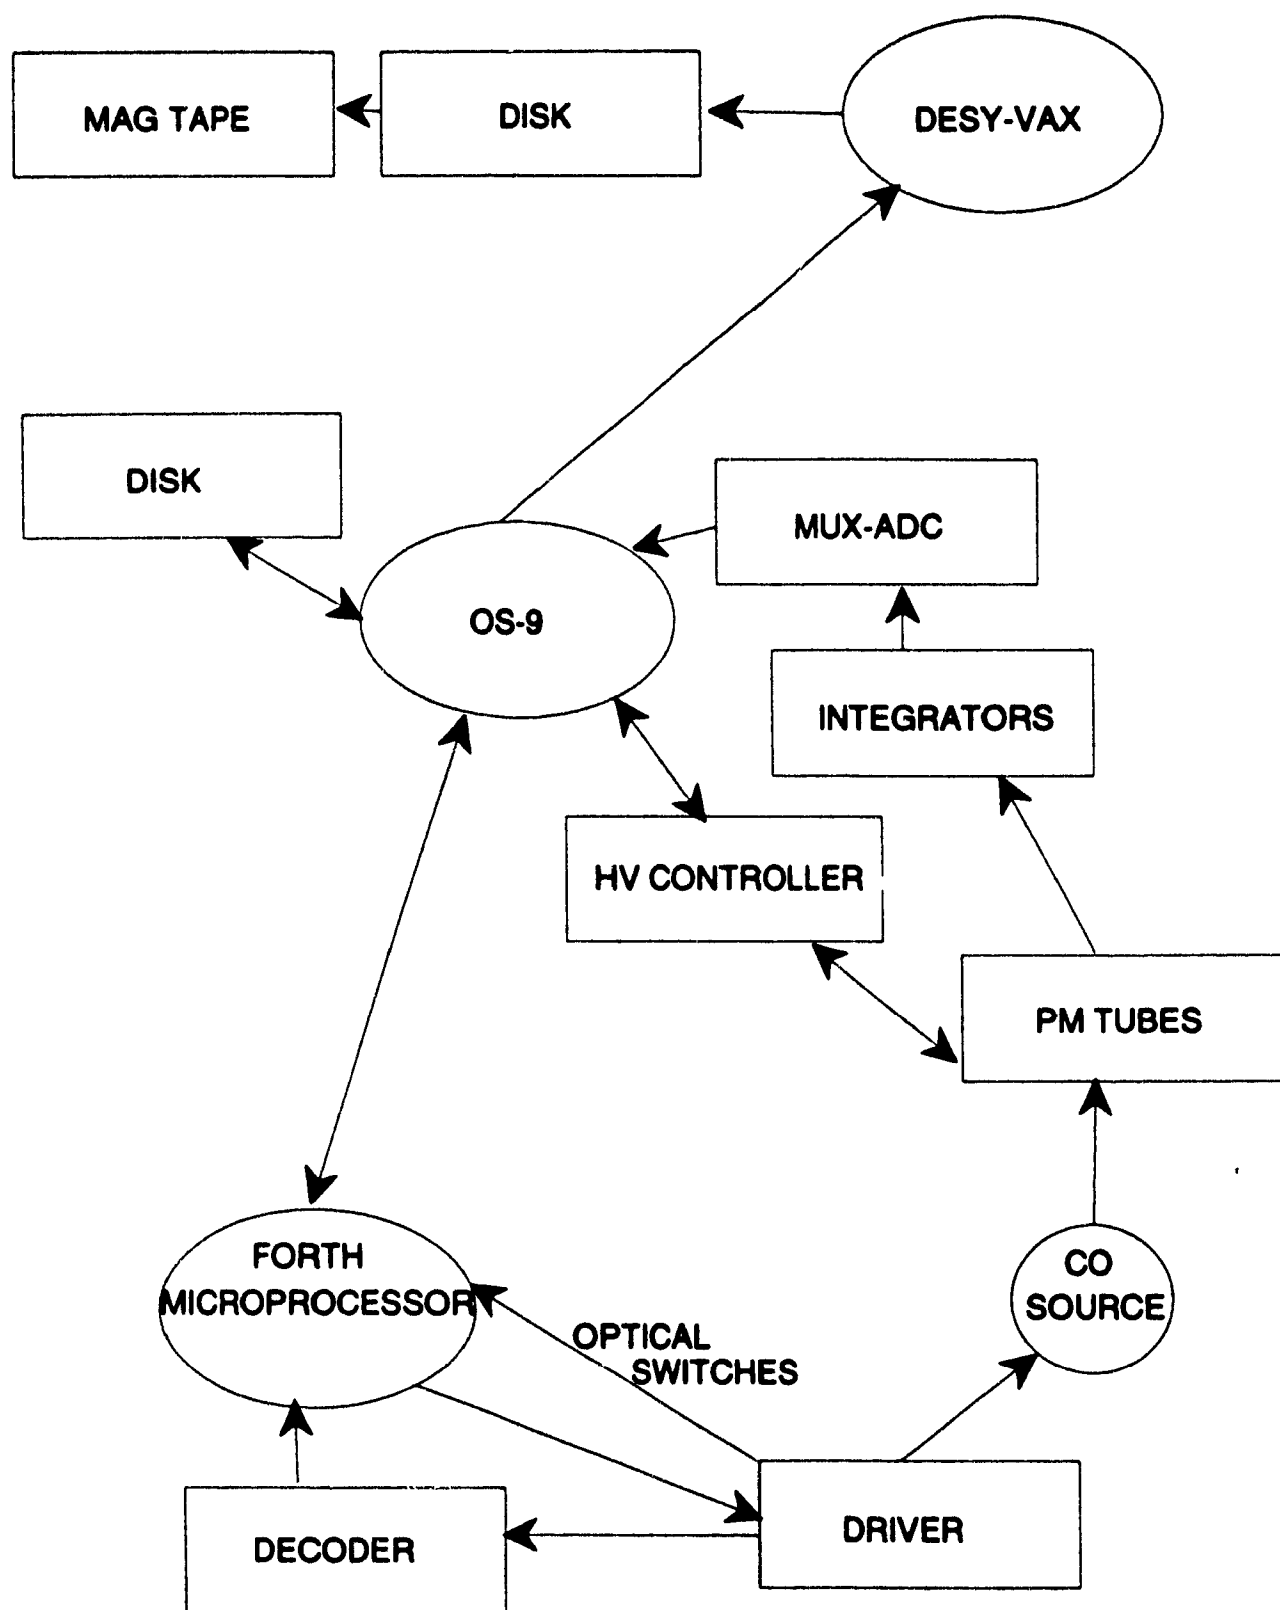 MAG TAPE
DISK
DESY-VAX
DISK
MUX-ADC
OS-9
INTEGRATORS
HV CONTROLLER
PM TUBES
FORTH
MICROPROCESSOR
CO
SOURCE
OPTICAL
SWITCHES
DRIVER
DECODER